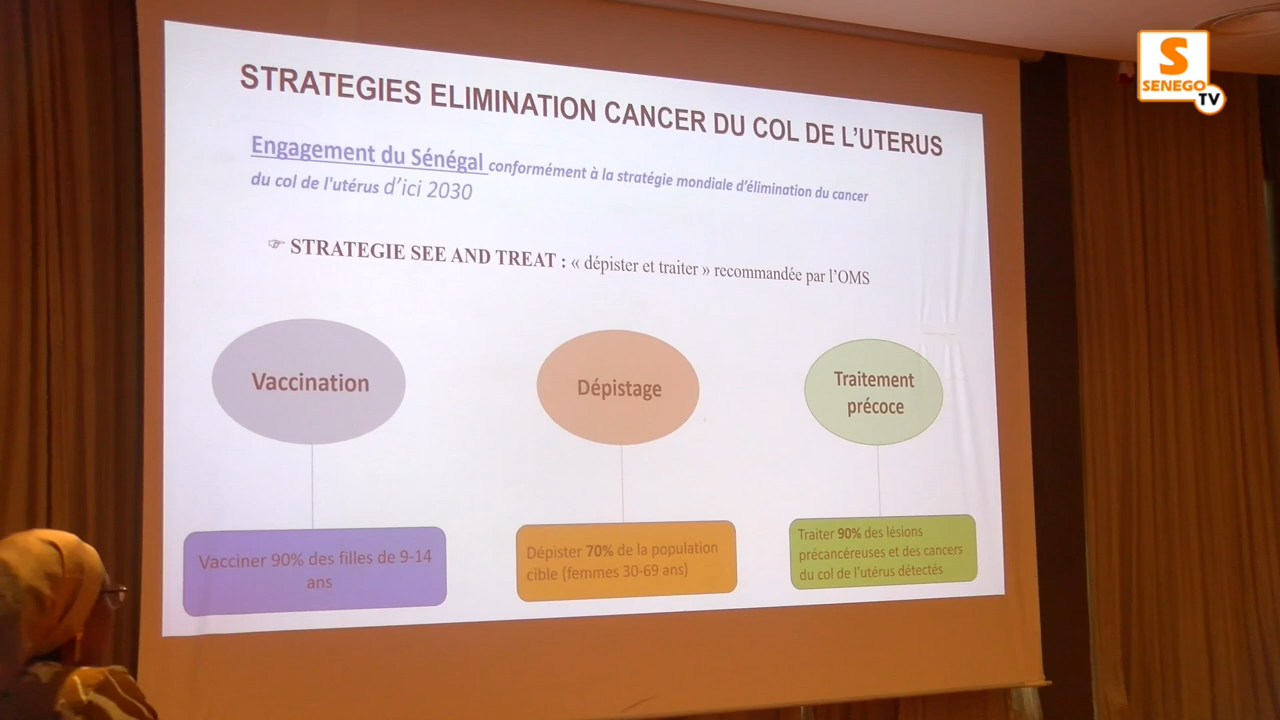 STRATEGIES ELIMINATION CANCER DU COL DE L’UTERUS
Engagement du Sénégal conformément à la stratégie mondiale d’élimination du cancer
du col de l'utérus d’ici 2030
☞ STRATEGIE SEE AND TREAT : « dépister et traiter » recommandée par l’OMS
Vaccination
Dépistage
Traitement
précoce
Vacciner 90% des filles de 9-14
ans
Dépister 70% de la population
cible (femmes 30-69 ans)
Traiter 90% des lésions
précancéreuses et des cancers
du col de l'utérus détectés
S
SENEGO
TV